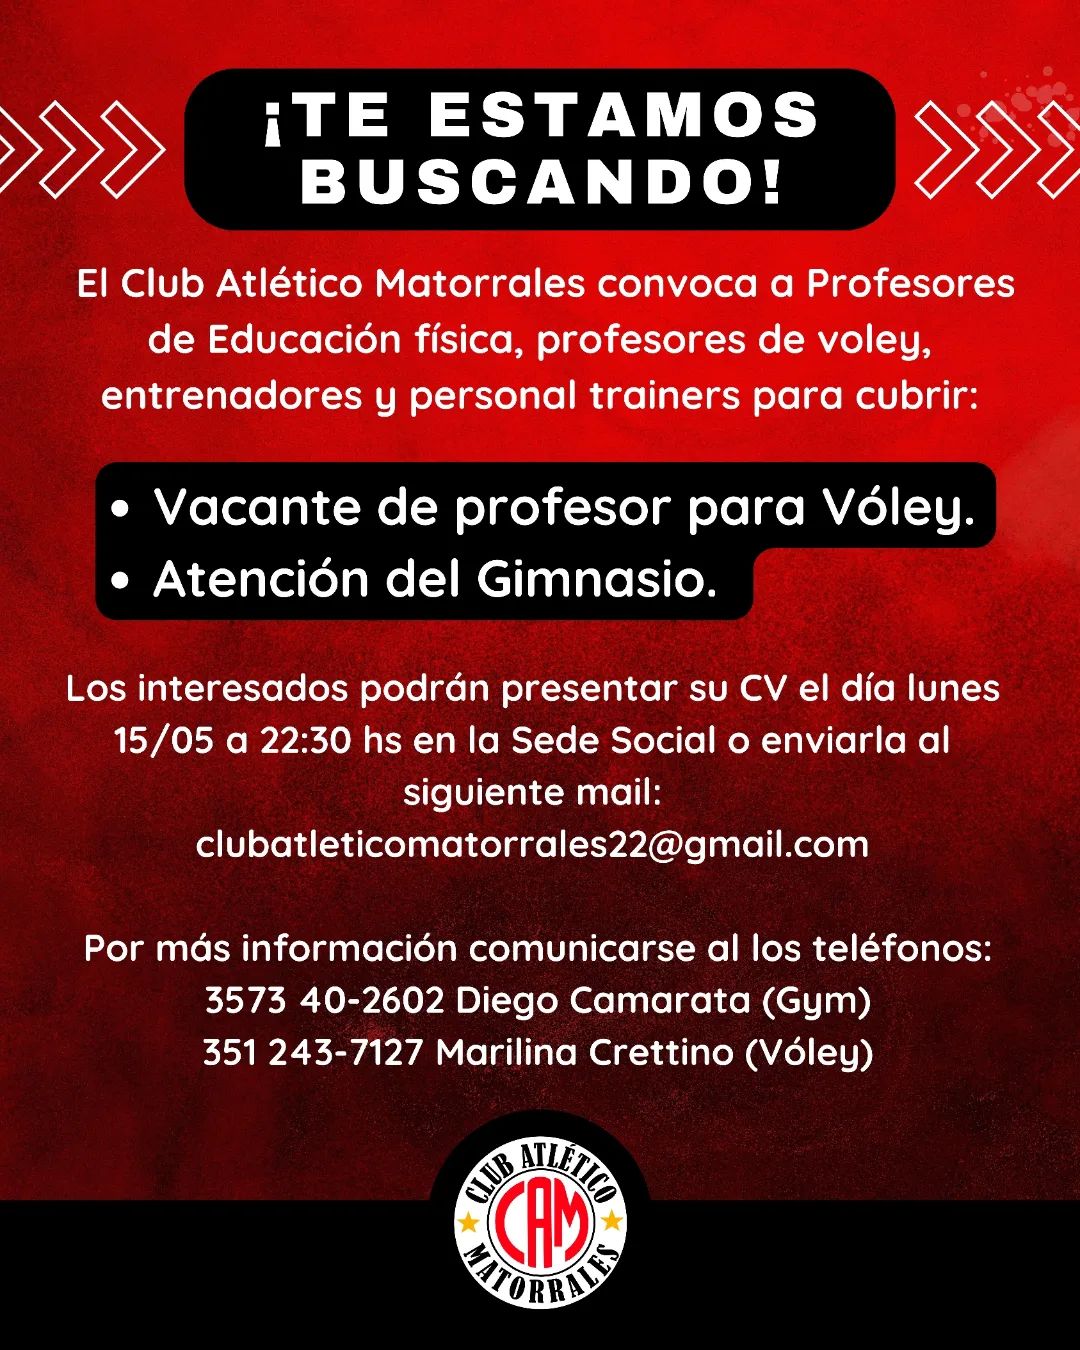 ¡TE ESTAMOS
BUSCANDO!
El Club Atlético Matorrales convoca a Profesores
de Educación física, profesores de voley,
entrenadores y personal trainers para cubrir:
• Vacante de profesor para Vóley.
• Atención del Gimnasio.
Los interesados podrán presentar su CV el día lunes
15/05 a 22:30 hs en la Sede Social o enviarla al
siguiente mail:
clubatleticomatorrales22@gmail.com
Por más información comunicarse al los teléfonos:
3573 40-2602 Diego Camarata (Gym)
351 243-7127 Marilina Crettino (Vóley)
CLUB ATLÉTICO
CAM
MATORRALES